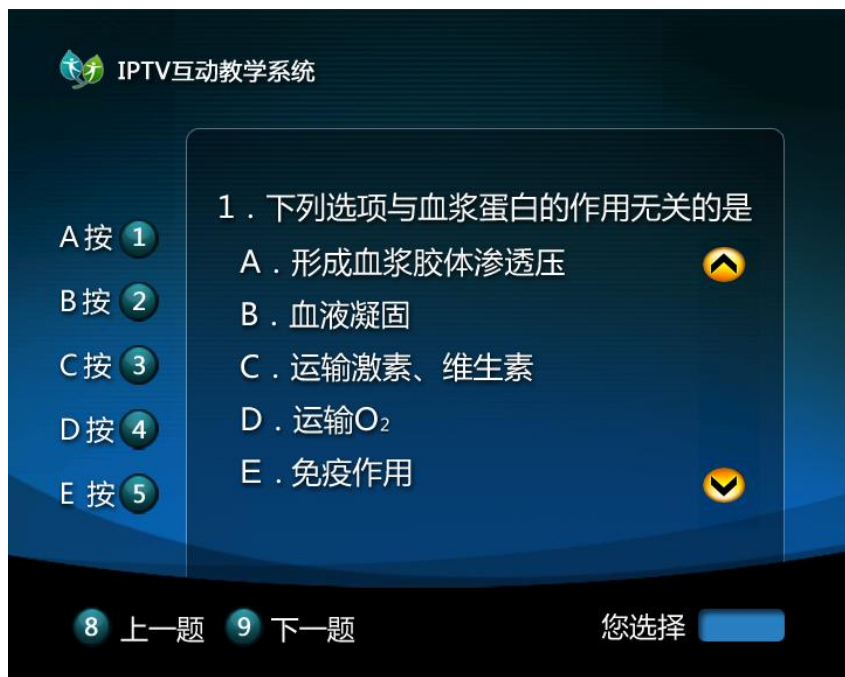 IPTV互动教学系统
1．下列选项与血浆蛋白的作用无关的是
A．形成血浆胶体渗透压
B．血液凝固
C．运输激素、维生素
D．运输O₂
E．免疫作用
A按 1
B按 2
C按 3
D按 4
E 按 5
8 上一题 9 下一题
您选择